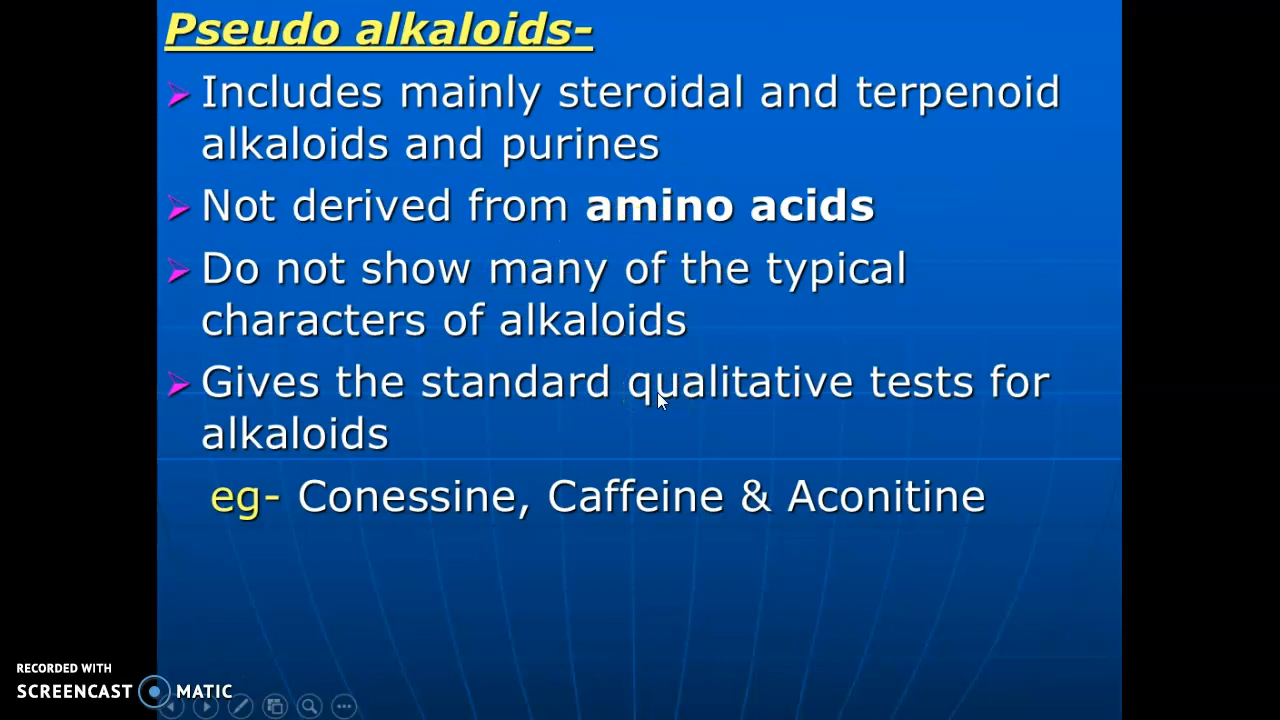 Pseudo alkaloids-
Includes mainly steroidal and terpenoid
alkaloids and purines
Not derived from amino acids
Do not show many of the typical
characters of alkaloids
Gives the standard qualitative tests for
alkaloids
eg- Conessine, Caffeine & Aconitine
RECORDED WITH
SCREENCAST MATIC